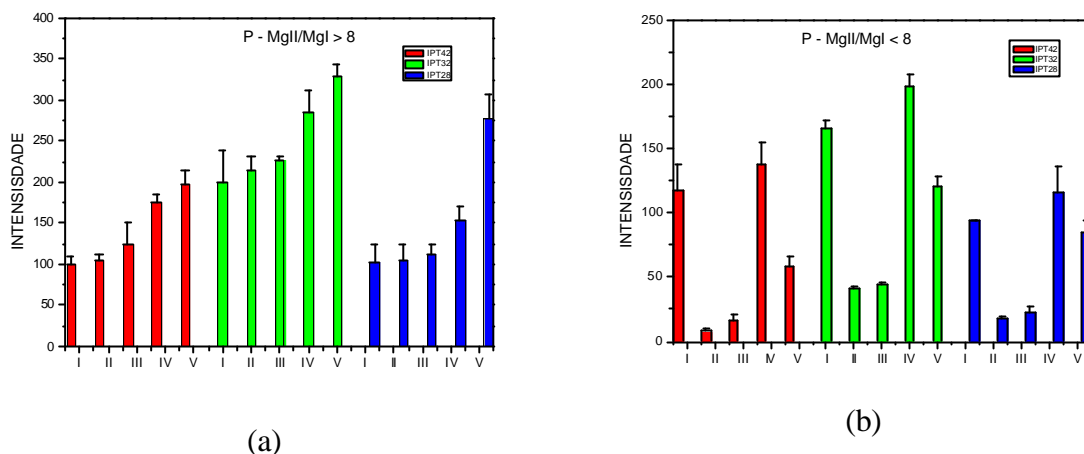 P - MgII/MgI > 8
IPT42
IPT32
IPT28
INTENSISDADE
400
350
300
250
200
150
100
50
0
I II III IV V I II III IV V I II III IV V
(a)
P - MgII/MgI < 8
IPT42
IPT32
IPT28
INTENSISDADE
250
200
150
100
50
0
I II III IV V I II III IV V I II III IV V
(b)